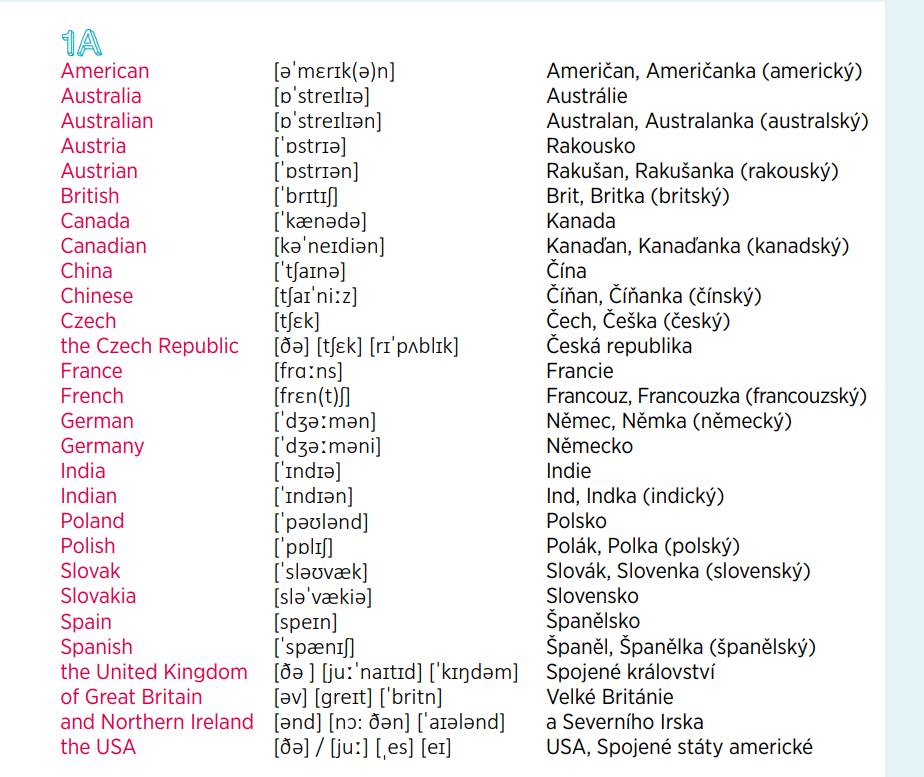 1A
American [əˈmɛrɪk(ə)n] Američan, Američanka (americký)
Australia [ɒˈstreɪlɪə] Austrálie
Australian [ɒˈstreɪlɪən] Australan, Australanka (australský)
Austria [ˈɒstrɪə] Rakousko
Austrian [ˈɒstrɪən] Rakušan, Rakušanka (rakouský)
British [ˈbrɪtɪʃ] Brit, Britka (britský)
Canada [ˈkænədə] Kanada
Canadian [kəˈneɪdiən] Kanaďan, Kanaďanka (kanadský)
China [ˈtʃaɪnə] Čína
Chinese [tʃaɪˈniːz] Číňan, Číňanka (čínský)
Czech [tʃɛk] Čech, Češka (český)
the Czech Republic [ðə] [tʃɛk] [rɪˈpʌblɪk] Česká republika
France [frɑːns] Francie
French [frɛn(t)ʃ] Francouz, Francouzka (francouzský)
German [ˈdʒəːmən] Němec, Němka (německý)
Germany [ˈdʒəːməni] Německo
India [ˈɪndɪə] Indie
Indian [ˈɪndɪən] Ind, Indka (indický)
Poland [ˈpəʊlənd] Polsko
Polish [ˈpɒlɪʃ] Polák, Polka (polský)
Slovak [ˈsləʊvæk] Slovák, Slovenka (slovenský)
Slovakia [sləˈvækiə] Slovensko
Spain [speɪn] Španělsko
Spanish [ˈspænɪʃ] Španěl, Španělka (španělský)
the United Kingdom [ðə ] [juːˈnaɪtɪd] [ˈkɪŋdəm] Spojené království
of Great Britain [əv] [greɪt] [ˈbritn] Velké Británie
and Northern Ireland [ənd] [nɔ: ðən] [ˈaɪələnd] a Severního Irska
the USA [ðə] / [juː] [ˌes] [eɪ] USA, Spojené státy americké